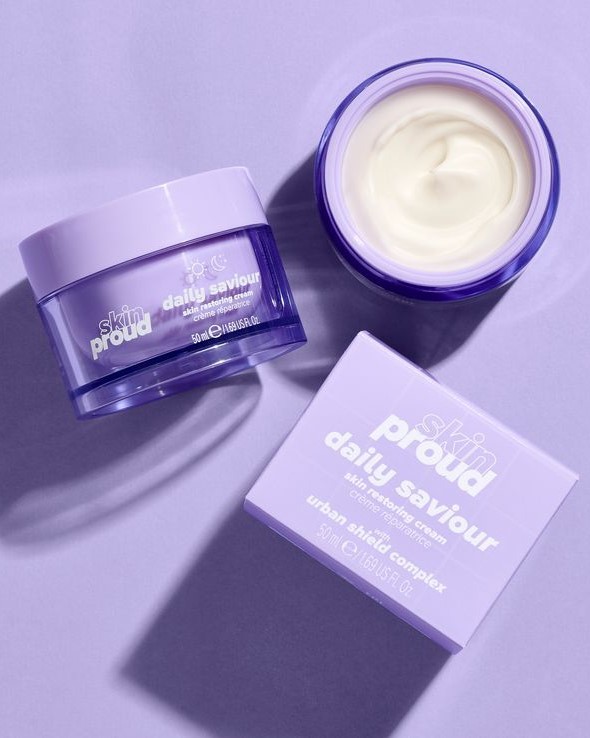 skin
proud
daily saviour
skin restoring cream
crème réparatrice
50 ml ℮/1.69 US FL Oz.
skin
proud
daily saviour
skin restoring cream
crème réparatrice
with
urban shield complex
50 ml ℮/1.69 US FL Oz.